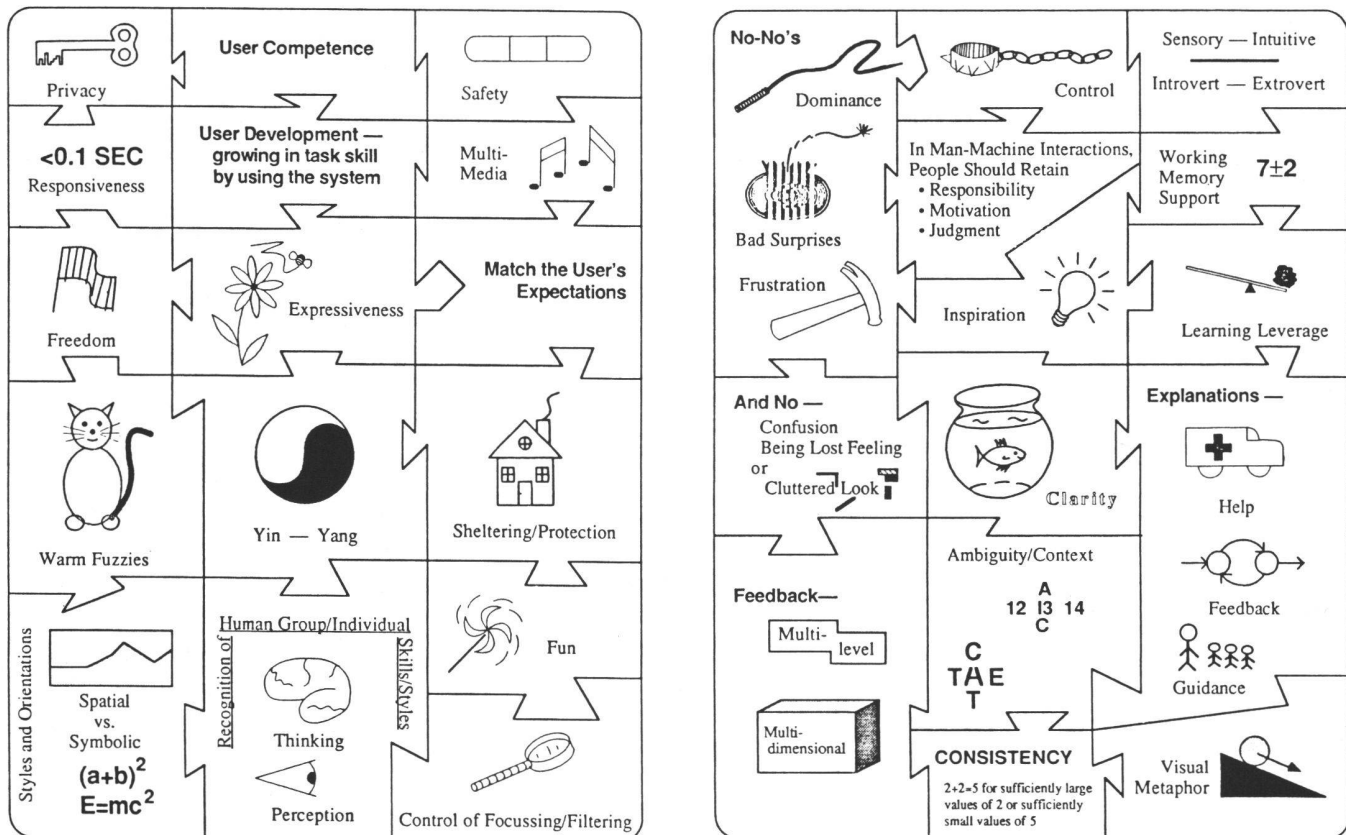 Privacy
User Competence
Safety
<0.1 SEC
Responsiveness
User Development —
growing in task skill
by using the system
Multi-
Media
Freedom
Expressiveness
Match the User's
Expectations
Warm Fuzzies
Yin — Yang
Sheltering/Protection
Styles and Orientations
Spatial
vs.
Symbolic
(a+b)²
E=mc²
Human Group/Individual
Recognition of
Skills/Styles
Thinking
Perception
Fun
Control of Focussing/Filtering
No-No's
Dominance
Bad Surprises
Frustration
Control
Sensory — Intuitive
Introvert — Extrovert
In Man-Machine Interactions,
People Should Retain
• Responsibility
• Motivation
• Judgment
Working
Memory
Support
7±2
Inspiration
Learning Leverage
And No —
Confusion
Being Lost Feeling
or
Cluttered Look
Clarity
Explanations —
Help
Feedback
Guidance
Feedback—
Multi-
level
Multi-
dimensional
Ambiguity/Context
A
12 I3 14
C
C
TAE
T
CONSISTENCY
2+2=5 for sufficiently large
values of 2 or sufficiently
small values of 5
Visual
Metaphor